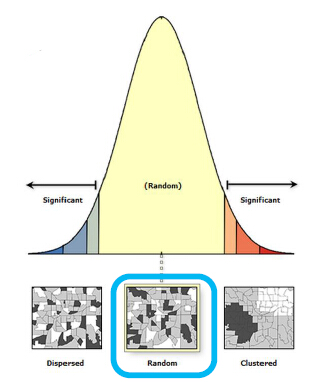 (Random)
Significant
Significant
Dispersed
Random
Clustered